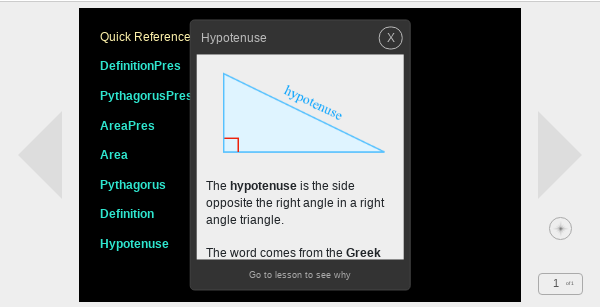 Quick Reference
DefinitionPres
PythagorusPres
AreaPres
Area
Pythagorus
Definition
Hypotenuse
Hypotenuse
X
hypotenuse
The hypotenuse is the side
opposite the right angle in a right
angle triangle.
The word comes from the Greek
Go to lesson to see why
1 of 1